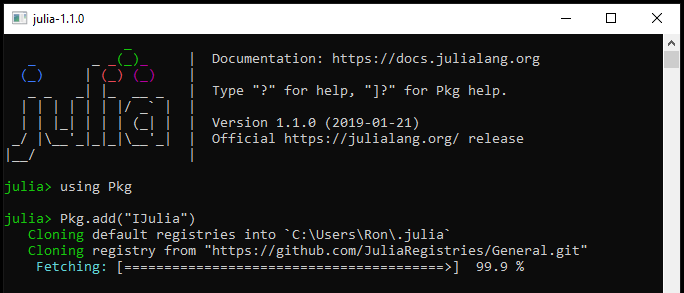 julia-1.1.0
Documentation: https://docs.julialang.org
Type "?" for help, "]?" for Pkg help.
Version 1.1.0 (2019-01-21)
Official https://julialang.org/ release
julia> using Pkg
julia> Pkg.add("IJulia")
Cloning default registries into `C:\Users\Ron\.julia`
Cloning registry from "https://github.com/JuliaRegistries/General.git"
Fetching: [========================================>]  99.9 %